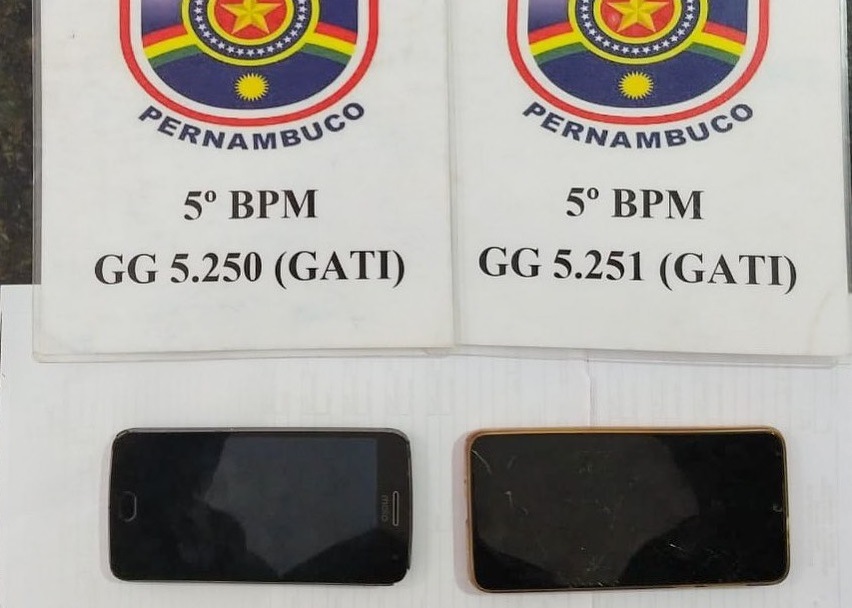 PERNAMBUCO
5º BPM
GG 5.250 (GATI)
PERNAMBUCO
5º BPM
GG 5.251 (GATI)
moto